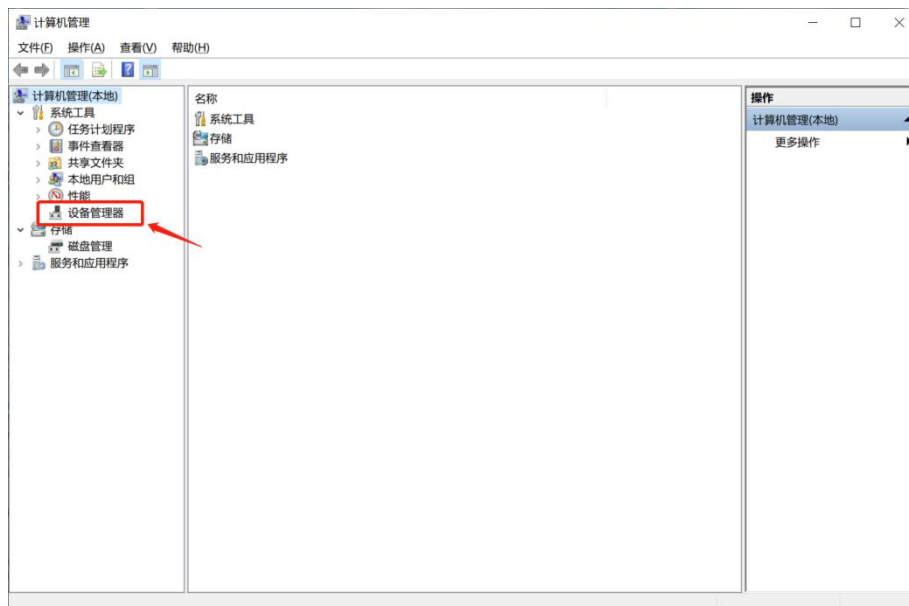 计算机管理
文件(F) 操作(A) 查看(V) 帮助(H)
计算机管理(本地)
系统工具
任务计划程序
事件查看器
共享文件夹
本地用户和组
性能
设备管理器
存储
磁盘管理
服务和应用程序
名称
系统工具
存储
服务和应用程序
操作
计算机管理(本地)
更多操作